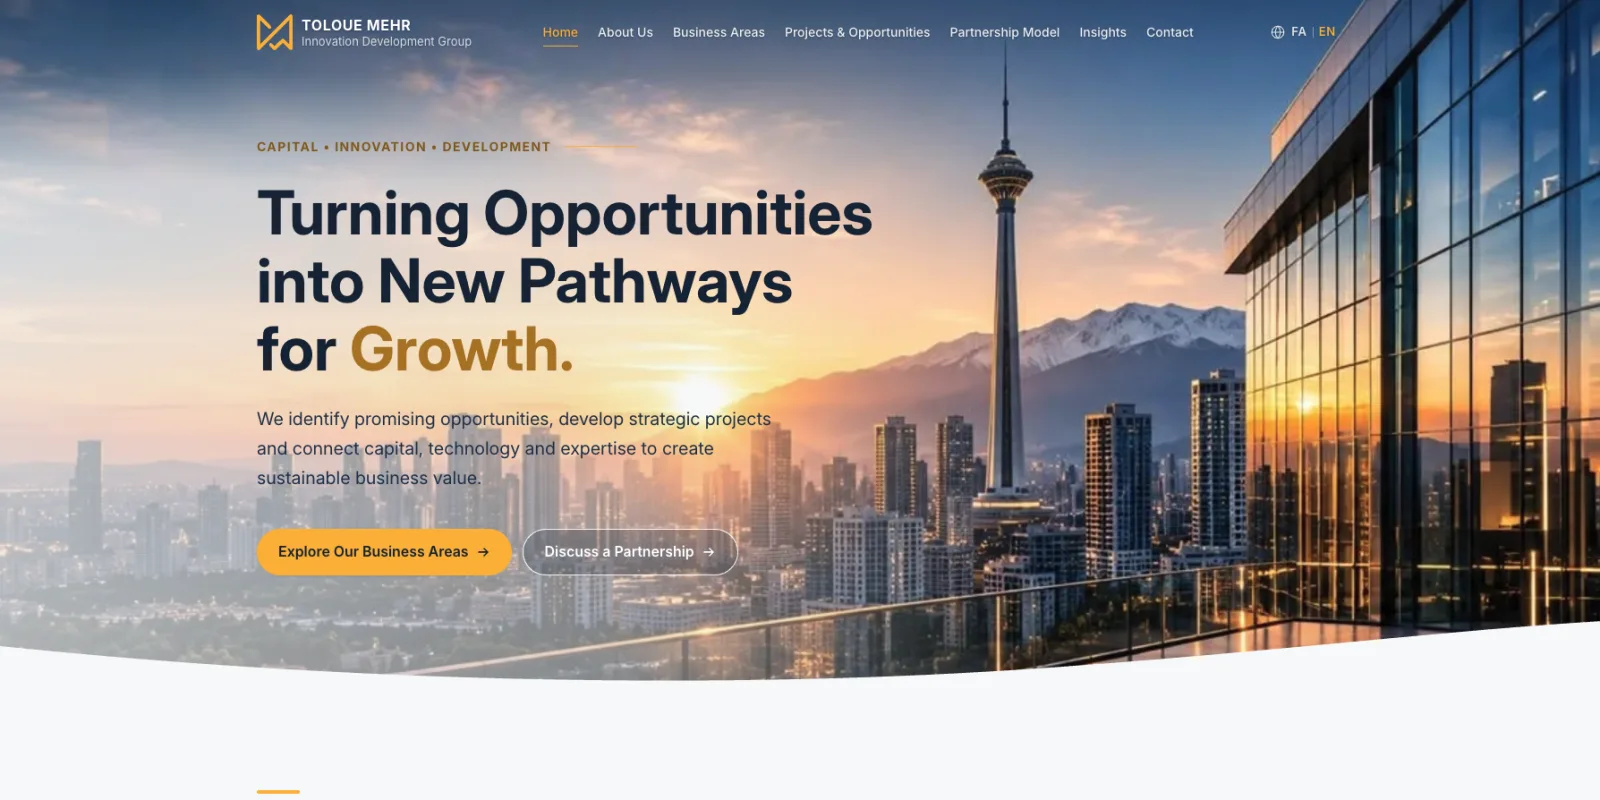 TOLOUE MEHR
Innovation Development Group
Home About Us Business Areas Projects & Opportunities Partnership Model Insights Contact
FA | EN
CAPITAL • INNOVATION • DEVELOPMENT
Turning Opportunities
into New Pathways
for Growth.
We identify promising opportunities, develop strategic projects
and connect capital, technology and expertise to create
sustainable business value.
Explore Our Business Areas →
Discuss a Partnership →